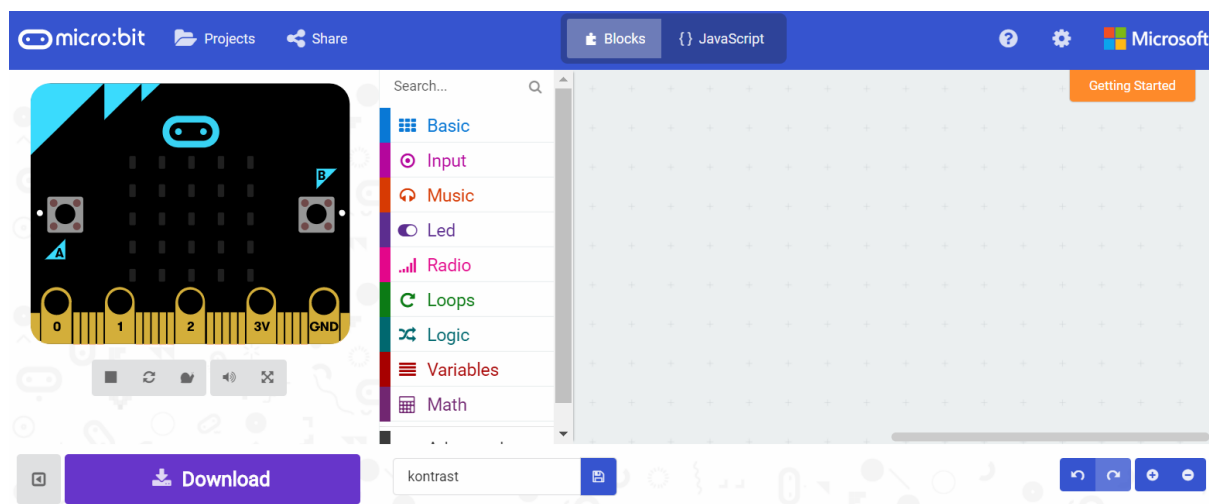 micro:bit Projects Share Blocks {} JavaScript ? Microsoft
Getting Started
Search...
Basic
Input
Music
Led
Radio
Loops
Logic
Variables
Math
B
A
0 1 2 3V GND
Download
kontrast